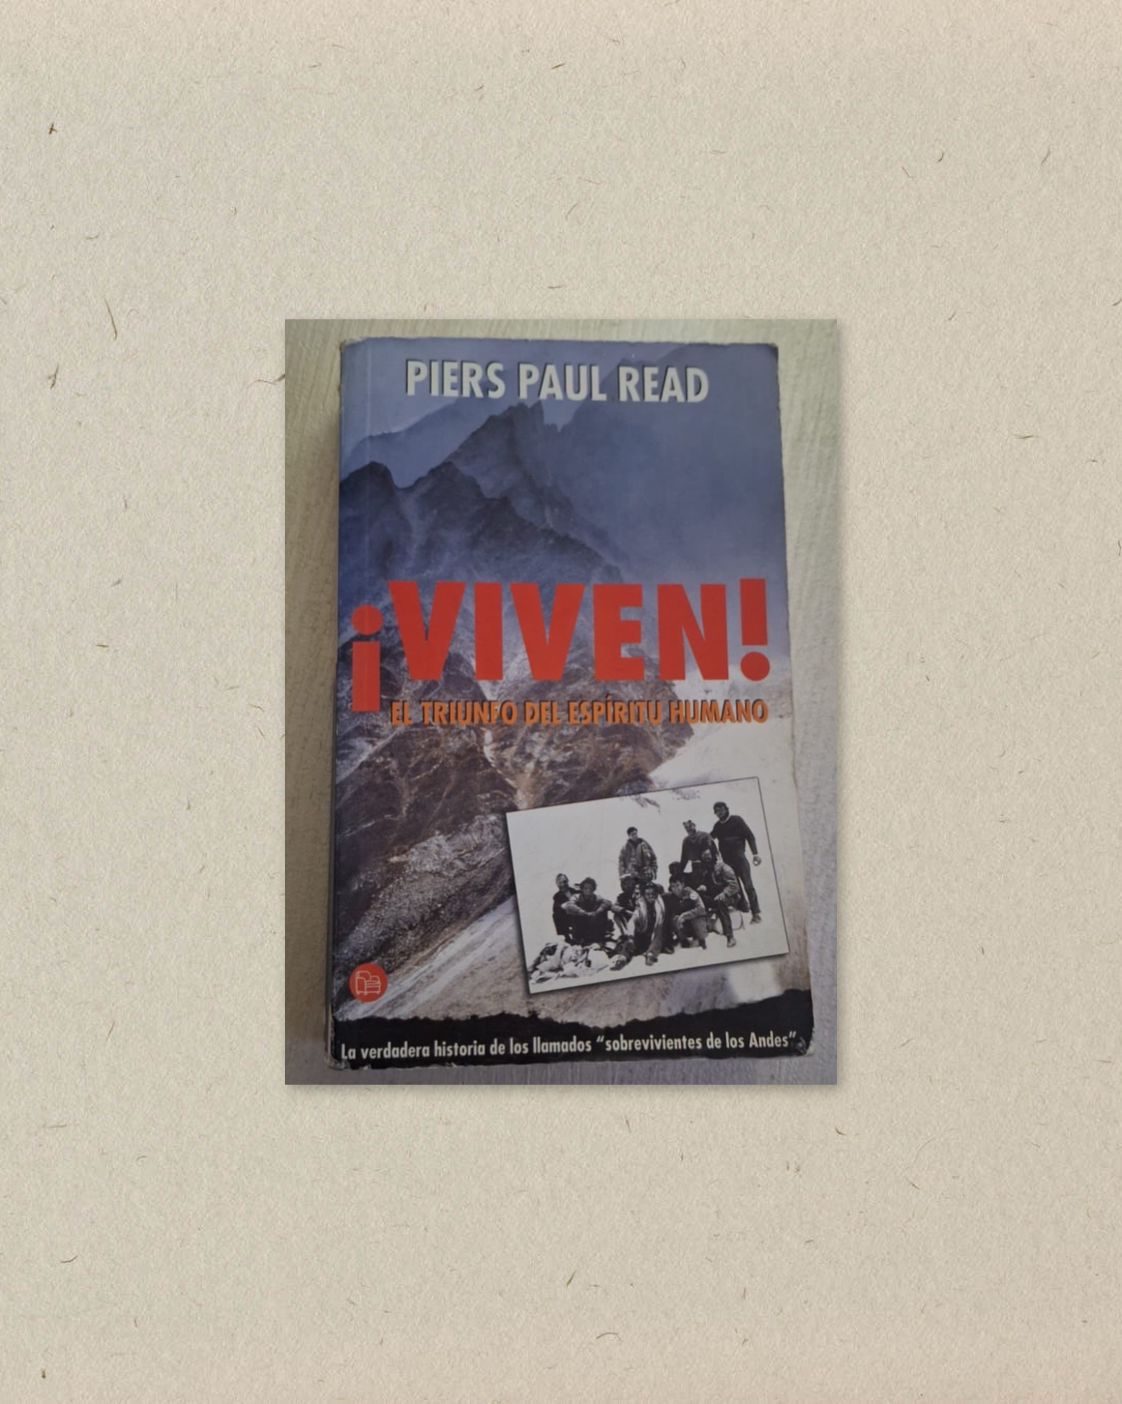 PIERS PAUL READ
¡VIVEN!
EL TRIUNFO DEL ESPÍRITU HUMANO
La verdadera historia de los llamados "sobrevivientes de los Andes"